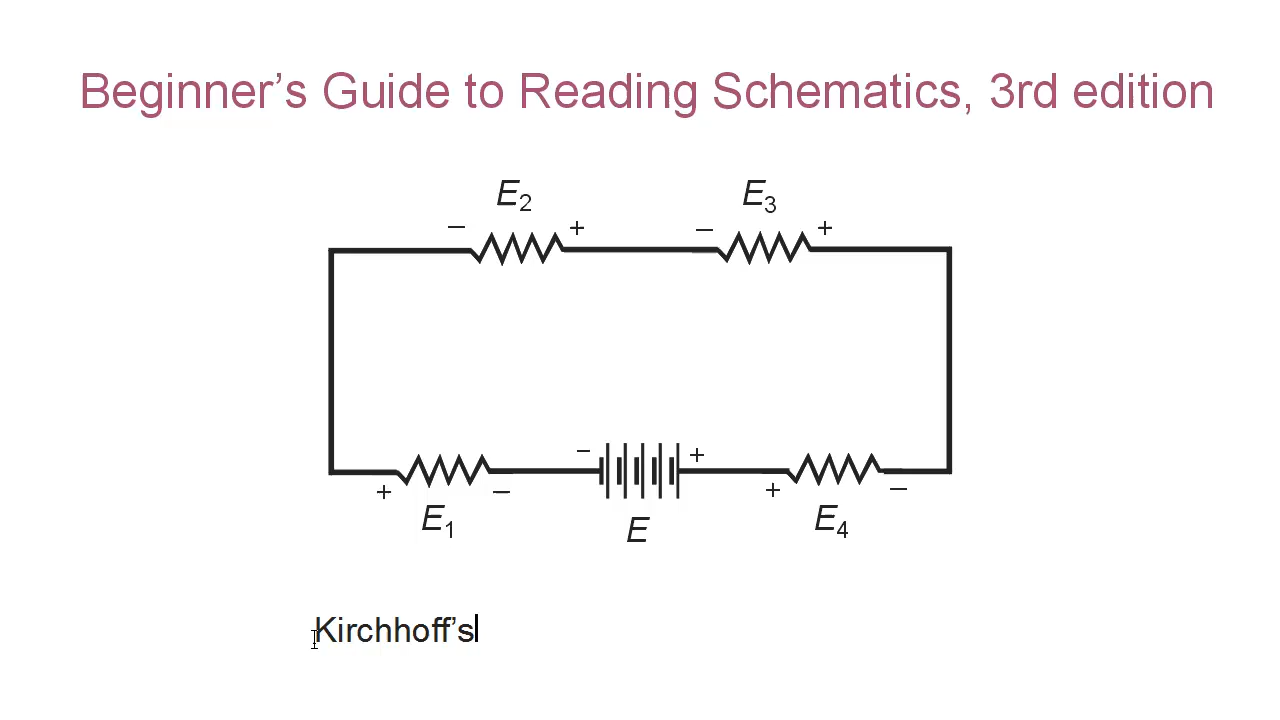 Beginner’s Guide to Reading Schematics, 3rd edition
E2 E3
– + – +
– +
+ – + –
E1 E E4
Kirchhoff’s